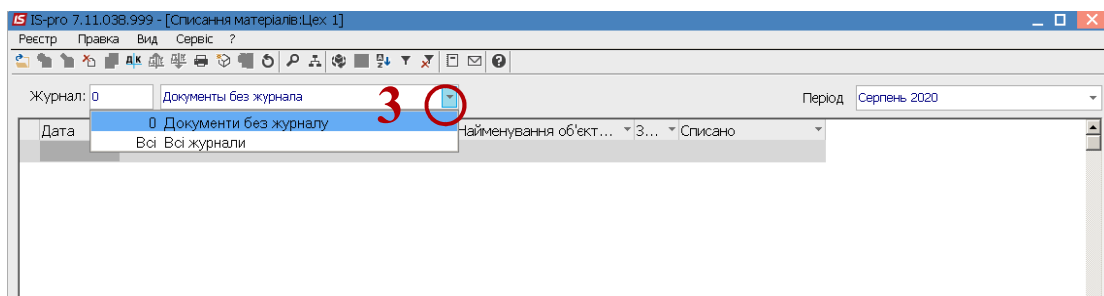 IS-pro 7.11.038.999 - [Списання матеріалів:Цех 1]
Реєстр Правка Вид Сервіс ?
Журнал: 0 Документы без журнала 3 Період Серпень 2020
0 Документи без журналу
Всі Всі журнали
Дата Найменування об'єкт... З... Списано